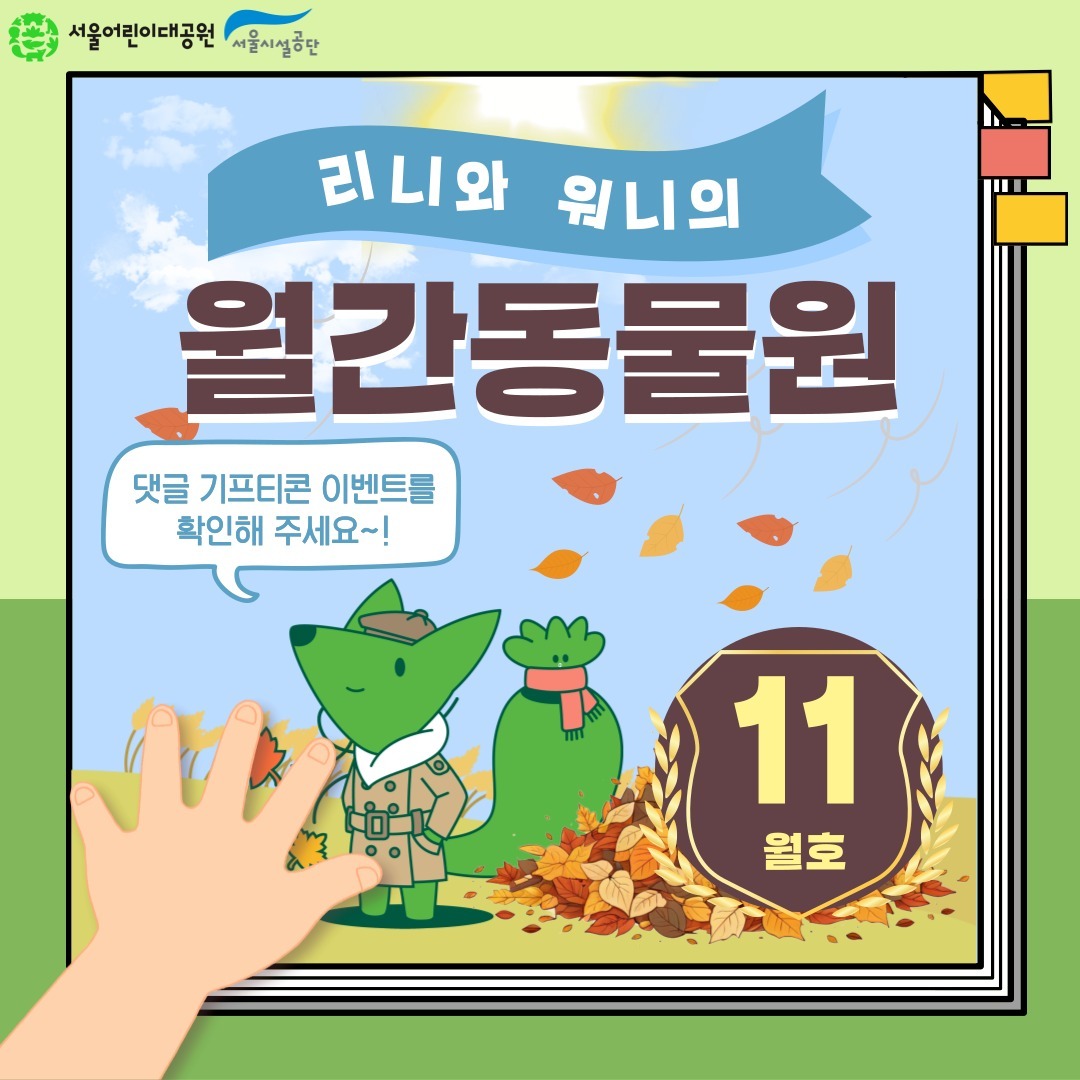 서울어린이대공원 서울시설공단
리니와 워니의
월간동물원
댓글 기프티콘 이벤트를
확인해 주세요~!
11
월호